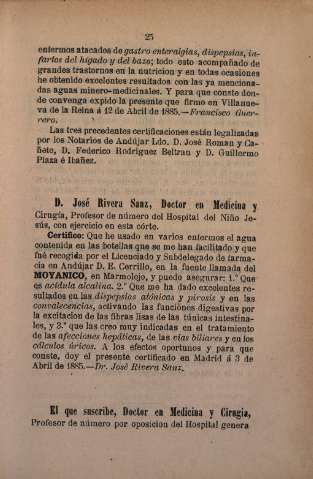 25
enfermos atacados de gastro enteralgias, dispepsias, in-
fartos del hígado y del bazo; todo esto acompañado de
grandes trastornos en la nutricion y en todas ocasiones
he obtenido excelentes resultados con las ya menciona-
das aguas minero-medicinales. Y para que conste don-
de convenga expido la presente que firmo en Villanue-
va de la Reina á 12 de Abril de 1885.—Francisco Guer-
rero.
Las tres precedentes certificaciones están legalizadas
por los Notarios de Andújar Ldo. D. José Roman y Ca-
ñete, D. Federico Rodriguez Beltran y D. Guillermo
Plaza é Ibañez.
D. José Rivera Sanz, Doctor en Medicina y
Cirugía, Profesor de número del Hospital del Niño Je-
sús, con ejercicio en esta córte.
Certifico: Que he usado en varios enfermos el agua
contenida en las botellas que se me han facilitado y que
fué recogida por el Licenciado y Subdelegado de farma-
cia en Andújar D. E. Corrillo, en la fuente llamada del
MOYANICO, en Marmolejo, y puedo asegurar: 1.º Que
es acídula alcalina. 2.º Que me ha dado excelentes re-
sultados en las dispepsias atónicas y pirosis y en las
convalecencias, activando las funciones digestivas por
la excitacion de las fibras lisas de las túnicas intestina-
les, y 3.º que las creo muy indicadas en el tratamiento
de las afecciones hepáticas, de las vias biliares y en los
cálculos úricos. A los efectos oportunos y para que
conste, doy el presente certificado en Madrid á 3 de
Abril de 1885.—Dr. José Rivera Sanz.
El que suscribe, Doctor en Medicina y Cirugia,
Profesor de número por oposicion del Hospital genera